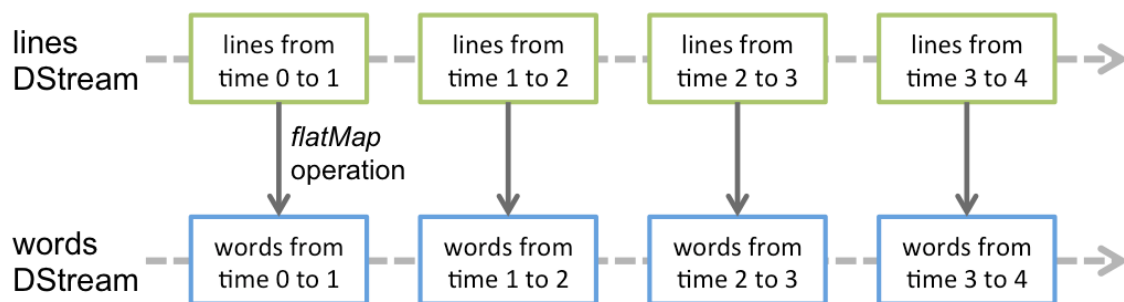 lines
DStream
lines from
time 0 to 1
lines from
time 1 to 2
lines from
time 2 to 3
lines from
time 3 to 4
flatMap
operation
words
DStream
words from
time 0 to 1
words from
time 1 to 2
words from
time 2 to 3
words from
time 3 to 4